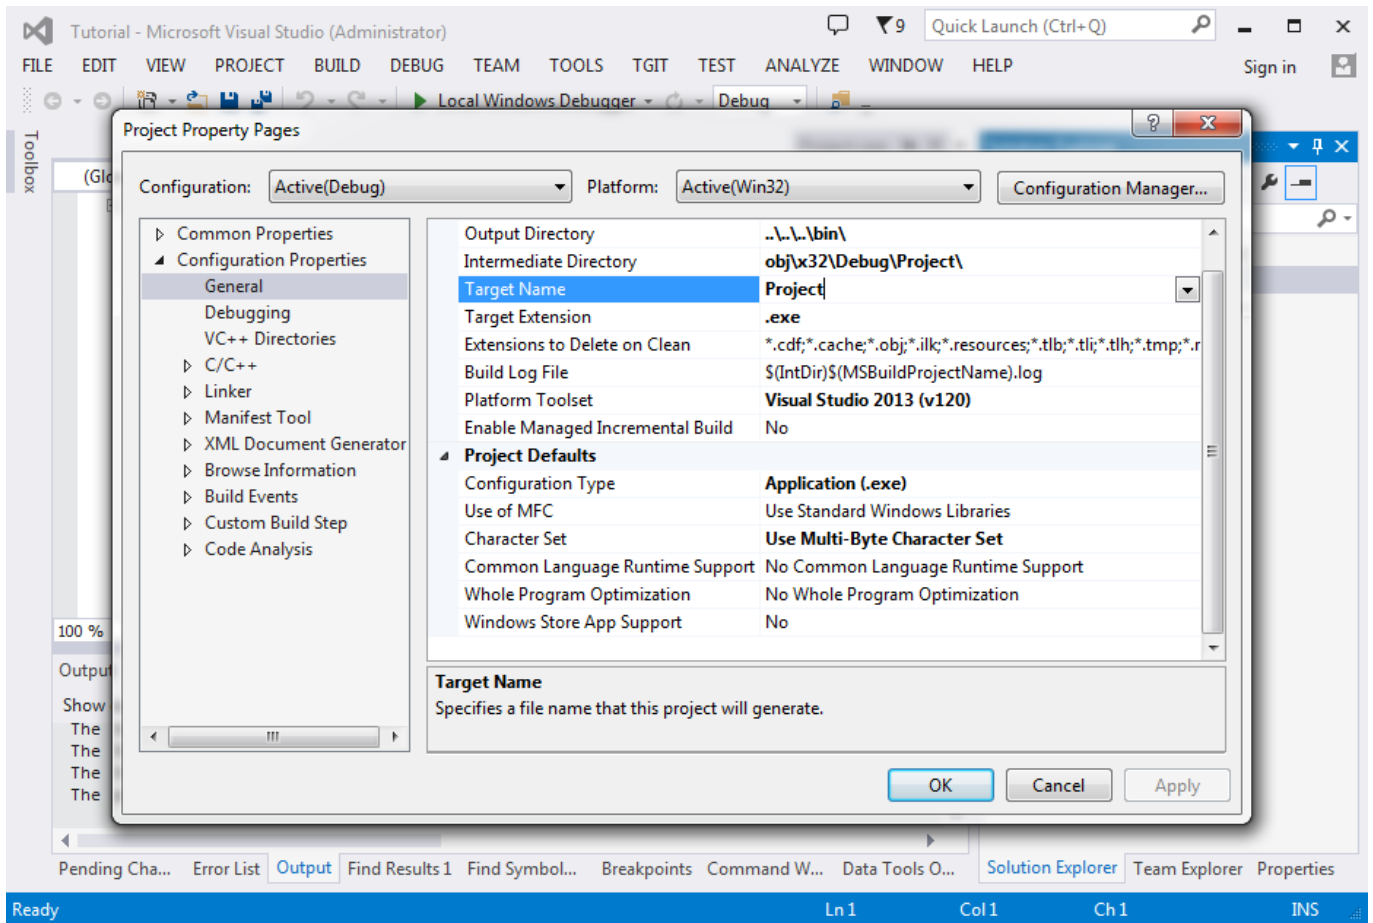 Tutorial - Microsoft Visual Studio (Administrator)
9
Quick Launch (Ctrl+Q)
FILE EDIT VIEW PROJECT BUILD DEBUG TEAM TOOLS TGIT TEST ANALYZE WINDOW HELP
Sign in
Local Windows Debugger
Debug
Toolbox
Project Property Pages
Configuration: Active(Debug) Platform: Active(Win32) Configuration Manager...
Common Properties
Configuration Properties
General
Debugging
VC++ Directories
C/C++
Linker
Manifest Tool
XML Document Generator
Browse Information
Build Events
Custom Build Step
Code Analysis
Output Directory ..\..\..\bin\
Intermediate Directory obj\x32\Debug\Project\
Target Name Project
Target Extension .exe
Extensions to Delete on Clean *.cdf;*.cache;*.obj;*.ilk;*.resources;*.tlb;*.tli;*.tlh;*.tmp;*.r
Build Log File $(IntDir)$(MSBuildProjectName).log
Platform Toolset Visual Studio 2013 (v120)
Enable Managed Incremental Build No
Project Defaults
Configuration Type Application (.exe)
Use of MFC Use Standard Windows Libraries
Character Set Use Multi-Byte Character Set
Common Language Runtime Support No Common Language Runtime Support
Whole Program Optimization No Whole Program Optimization
Windows Store App Support No
Target Name
Specifies a file name that this project will generate.
OK Cancel Apply
100 %
Output
Show
The
The
The
The
Pending Cha... Error List Output Find Results 1 Find Symbol... Breakpoints Command W... Data Tools O... Solution Explorer Team Explorer Properties
Ready Ln 1 Col 1 Ch 1 INS